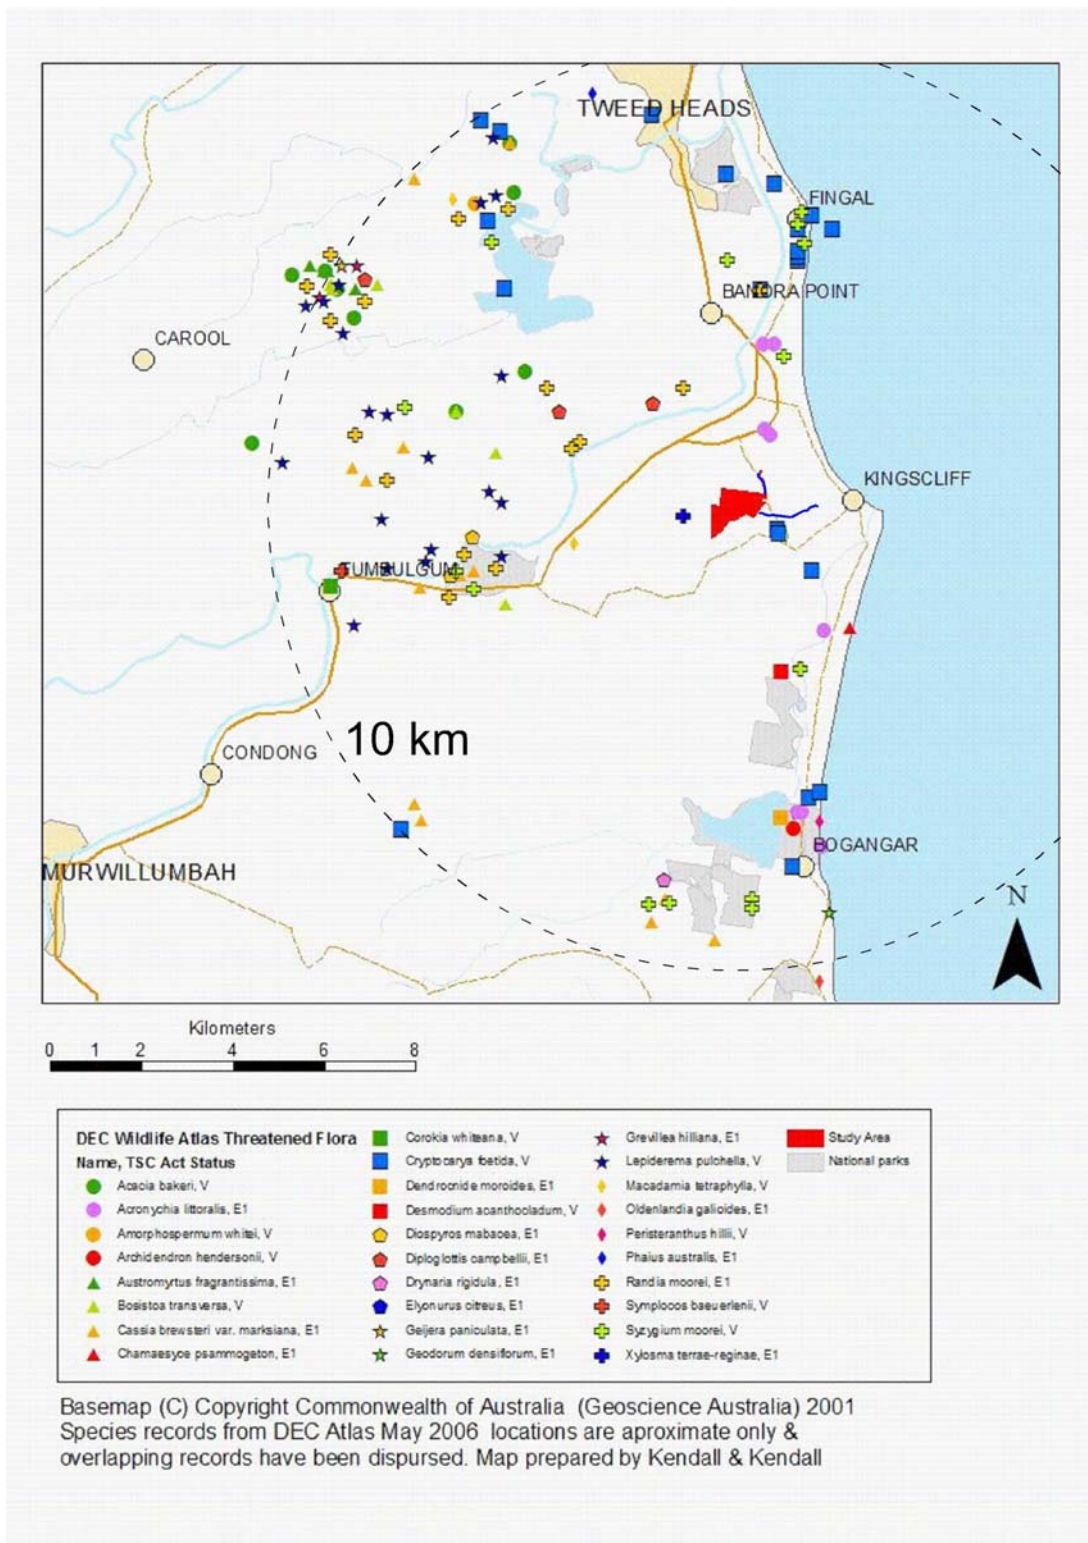 TWEED HEADS
FINGAL
BANORA POINT
CAROOL
KINGSCLIFF
TUMBULGUM
10 km
CONDONG
BOGANGAR
MURWILLUMBAH
N
Kilometers
0 1 2 4 6 8
DEC Wildlife Atlas Threatened Flora
Name, TSC Act Status
Acacia bakeri, V
Acronychia littoralis, E1
Amorphospermum whitei, V
Archidendron hendersonii, V
Austromyrtus fragrantissima, E1
Bosistoa transversa, V
Cassia brewsteri var. marksiana, E1
Chamaesyce psammogeton, E1
Corokia whiteana, V
Cryptocarya foetida, V
Dendrocnide moroides, E1
Desmodium acanthocladum, V
Diospyros mabacea, E1
Diploglottis campbellii, E1
Drynaria rigidula, E1
Elyonurus citreus, E1
Geijera paniculata, E1
Geodorum densiflorum, E1
Grevillea hilliana, E1
Lepiderema pulchella, V
Macadamia tetraphylla, V
Oldenlandia galioides, E1
Peristeranthus hillii, V
Phaius australis, E1
Randia moorei, E1
Symplocos baeuerlenii, V
Syzygium moorei, V
Xylosma terrae-reginae, E1
Study Area
National parks
Basemap (C) Copyright Commonwealth of Australia (Geoscience Australia) 2001
Species records from DEC Atlas May 2006 locations are aproximate only &
overlapping records have been dispursed. Map prepared by Kendall & Kendall